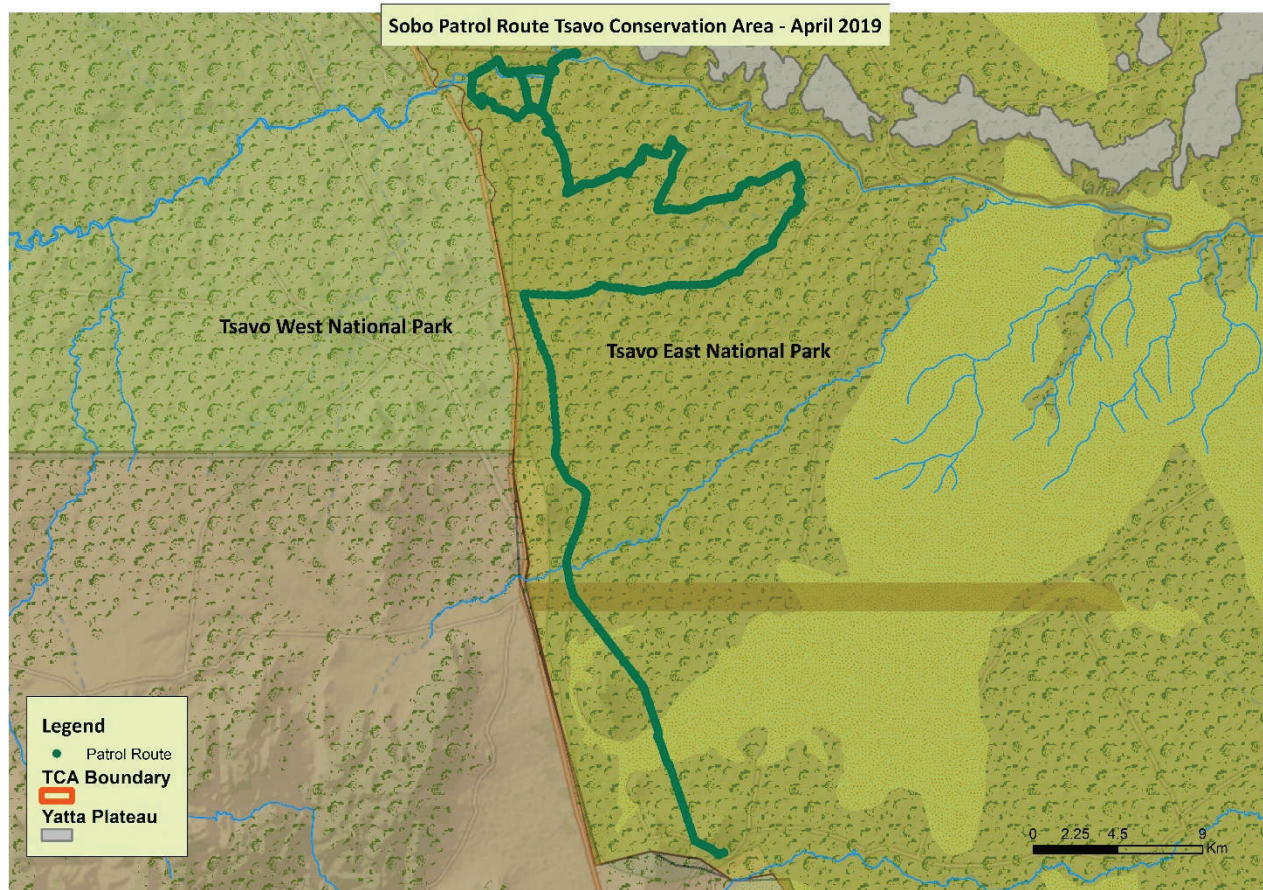 Sobo Patrol Route Tsavo Conservation Area - April 2019
Tsavo West National Park
Tsavo East National Park
Legend
Patrol Route
TCA Boundary
Yatta Plateau
0 2.25 4.5 9
Km